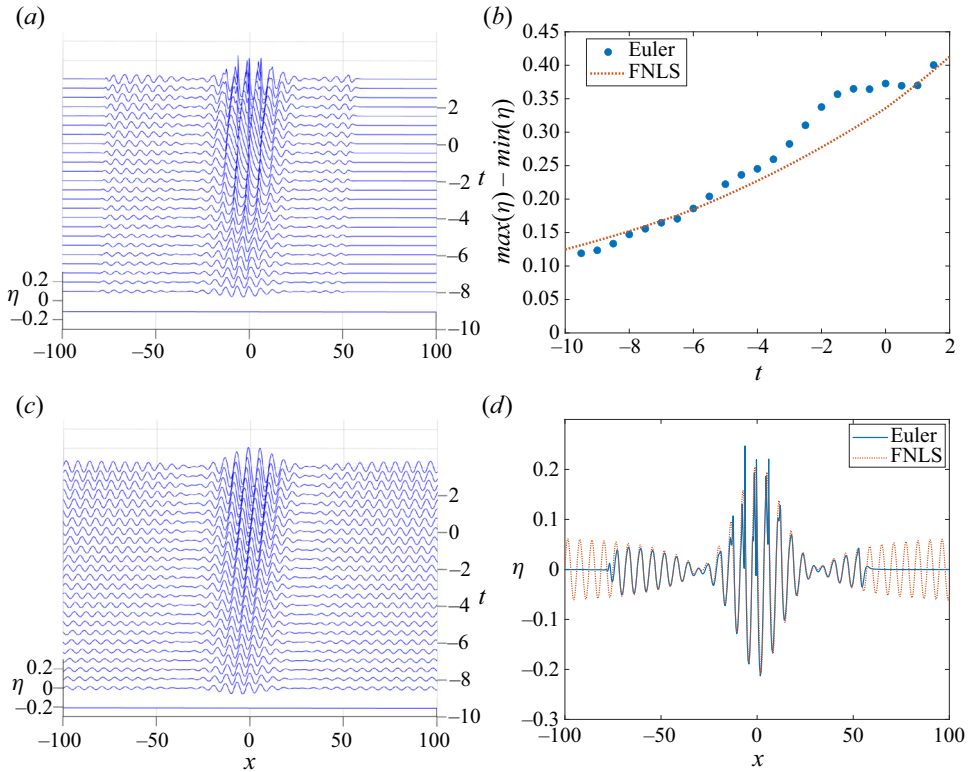 (a)
2
0
−2
t
−4
−6
0.2
−8
η 0
−0.2
−10
−100 −50 0 50 100
(b)
0.45
0.40
0.35
0.30
0.25
0.20
0.15
0.10
0.05
0
max(η) – min(η)
Euler
FNLS
−10 −8 −6 −4 −2 0 2
t
(c)
2
0
−2
t
−4
−6
0.2
−8
η 0
−0.2
−10
−100 −50 0 50 100
x
(d)
η
0.2
0.1
0
−0.1
−0.2
−0.3
Euler
FNLS
−100 −50 0 50 100
x